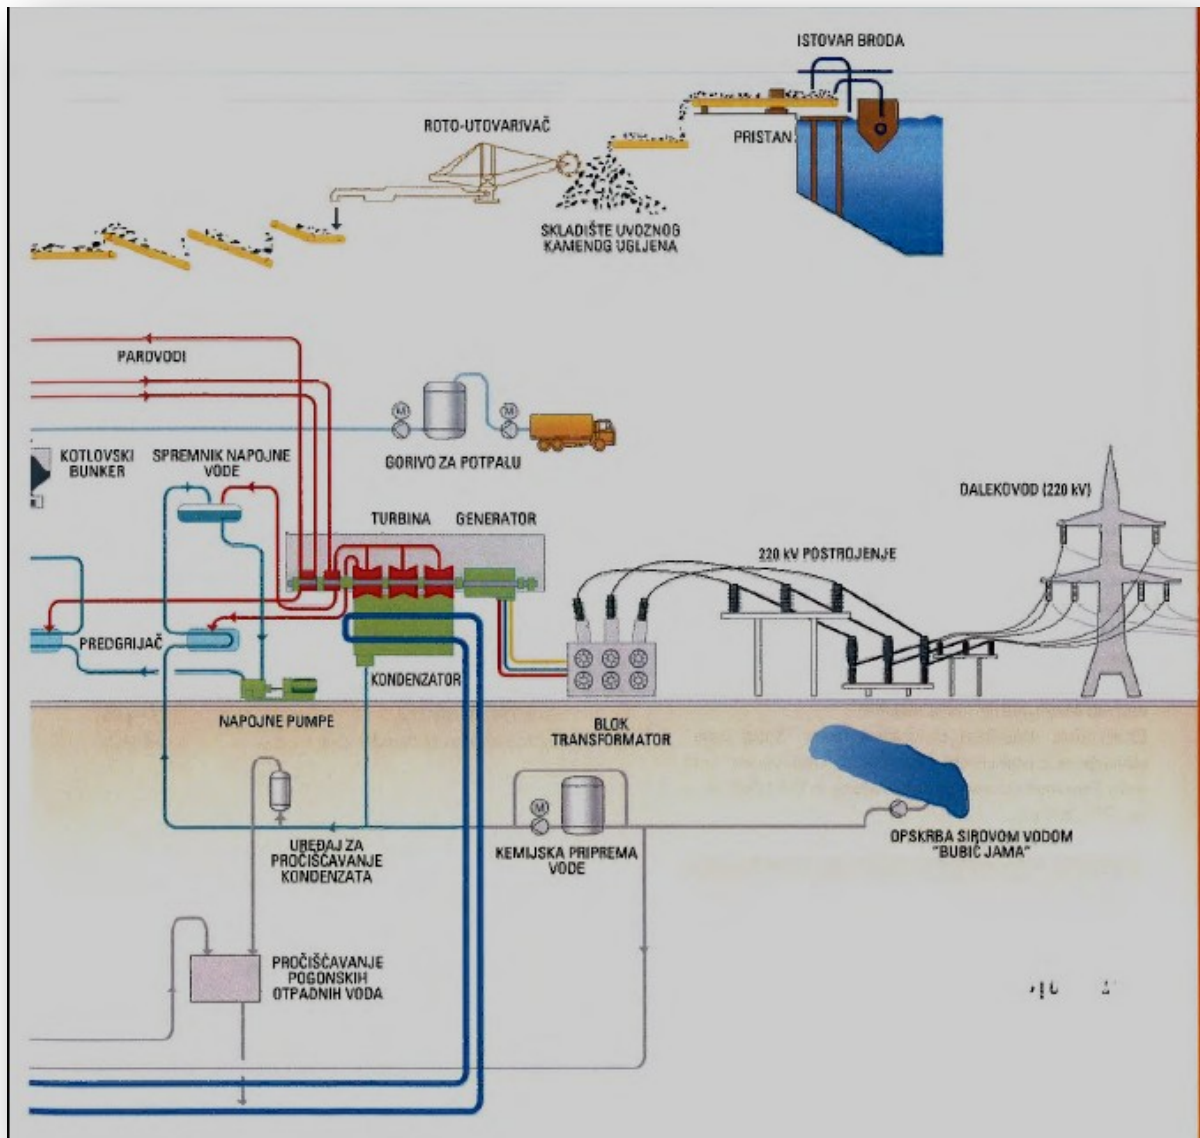 ISTOVAR BRODA
ROTO-UTOVARIVAČ
PRISTAN
SKLADIŠTE UVOZNOG
KAMENOG UGLJENA
PAROVODI
M
M
KOTLOVSKI
BUNKER
SPREMNIK NAPOJNE
VODE
GORIVO ZA POTPALU
DALEKOVOD (220 kV)
TURBINA
GENERATOR
220 kV POSTROJENJE
PREDGRIJAČ
KONDENZATOR
NAPOJNE PUMPE
BLOK
TRANSFORMATOR
M
UREĐAJ ZA
PROČIŠĆAVANJE
KONDENZATA
KEMIJSKA PRIPREMA
VODE
OPSKRBA SIROVOM VODOM
"BUBIĆ JAMA"
PROČIŠĆAVANJE
POGONSKIH
OTPADNIH VODA